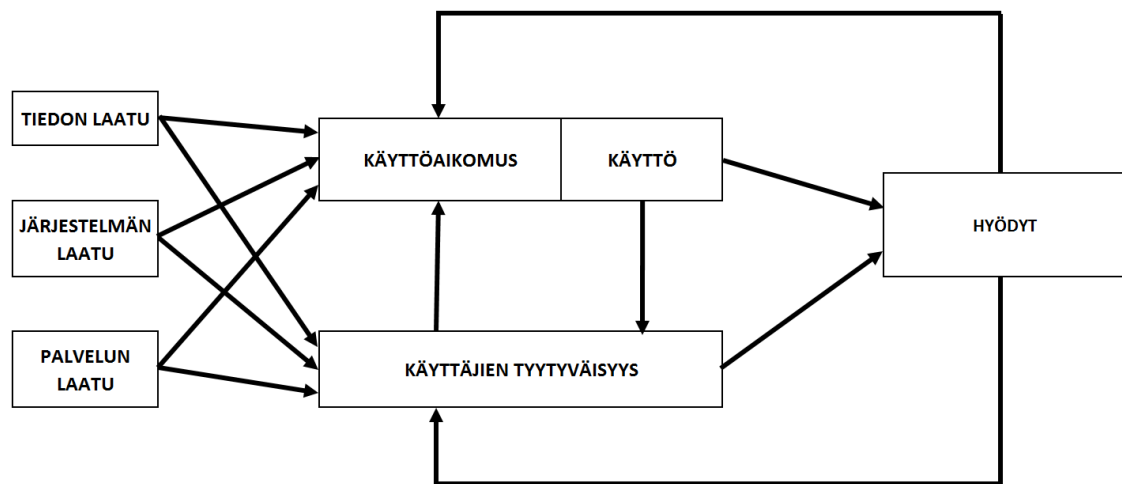 TIEDON LAATU
KÄYTTÖAIKOMUS
KÄYTTÖ
JÄRJESTELMÄN
LAATU
HYÖDYT
PALVELUN
LAATU
KÄYTTÄJIEN TYYTYVÄISYYS